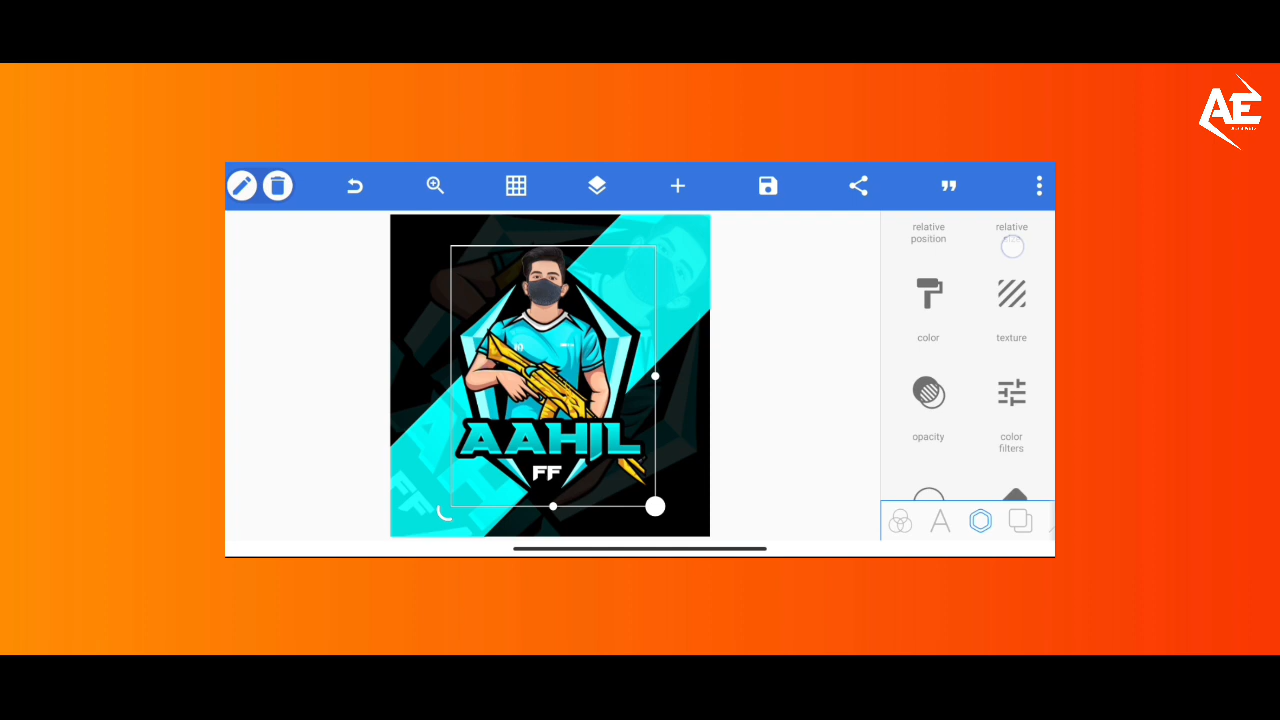 AE
relative
position
relative
color
texture
opacity
color
filters
AAHIL
FF